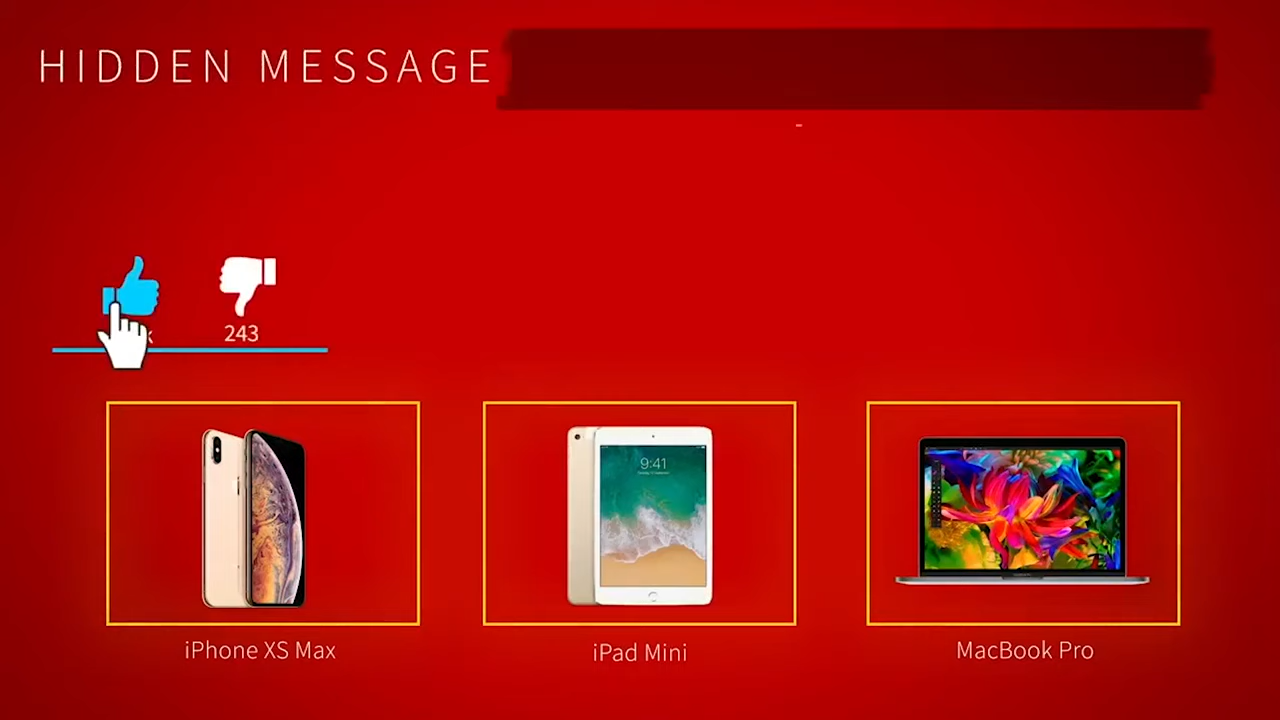 HIDDEN MESSAGE
243
9:41
iPhone XS Max
iPad Mini
MacBook Pro